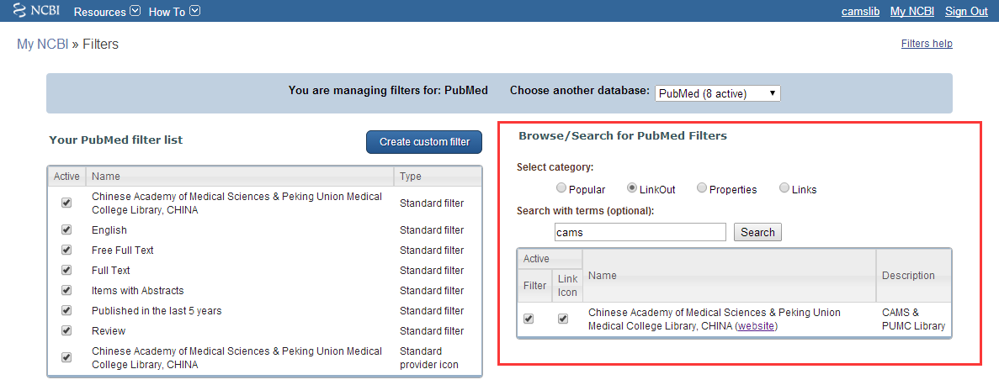 NCBI Resources How To camslib My NCBI Sign Out
My NCBI » Filters Filters help
You are managing filters for: PubMed Choose another database: PubMed (8 active)
Your PubMed filter list Create custom filter
Active Name Type
Chinese Academy of Medical Sciences & Peking Union Medical
College Library, CHINA Standard filter
English Standard filter
Free Full Text Standard filter
Full Text Standard filter
Items with Abstracts Standard filter
Published in the last 5 years Standard filter
Review Standard filter
Chinese Academy of Medical Sciences & Peking Union Medical Standard
College Library, CHINA provider icon
Browse/Search for PubMed Filters
Select category:
Popular LinkOut Properties Links
Search with terms (optional):
cams Search
Active
Filter Link Name Description
Icon
Chinese Academy of Medical Sciences & Peking Union CAMS &
Medical College Library, CHINA (website) PUMC Library